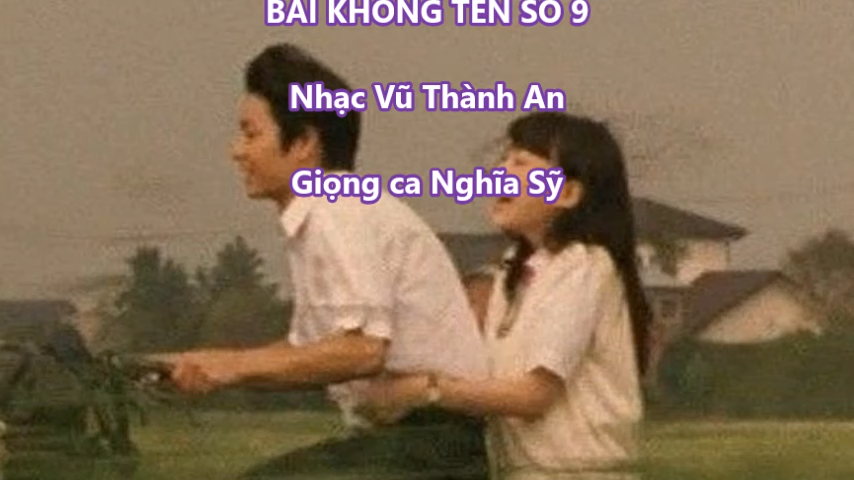 BÀI KHÔNG TÊN SỐ 9
Nhạc Vũ Thành An
Giọng ca Nghĩa Sỹ